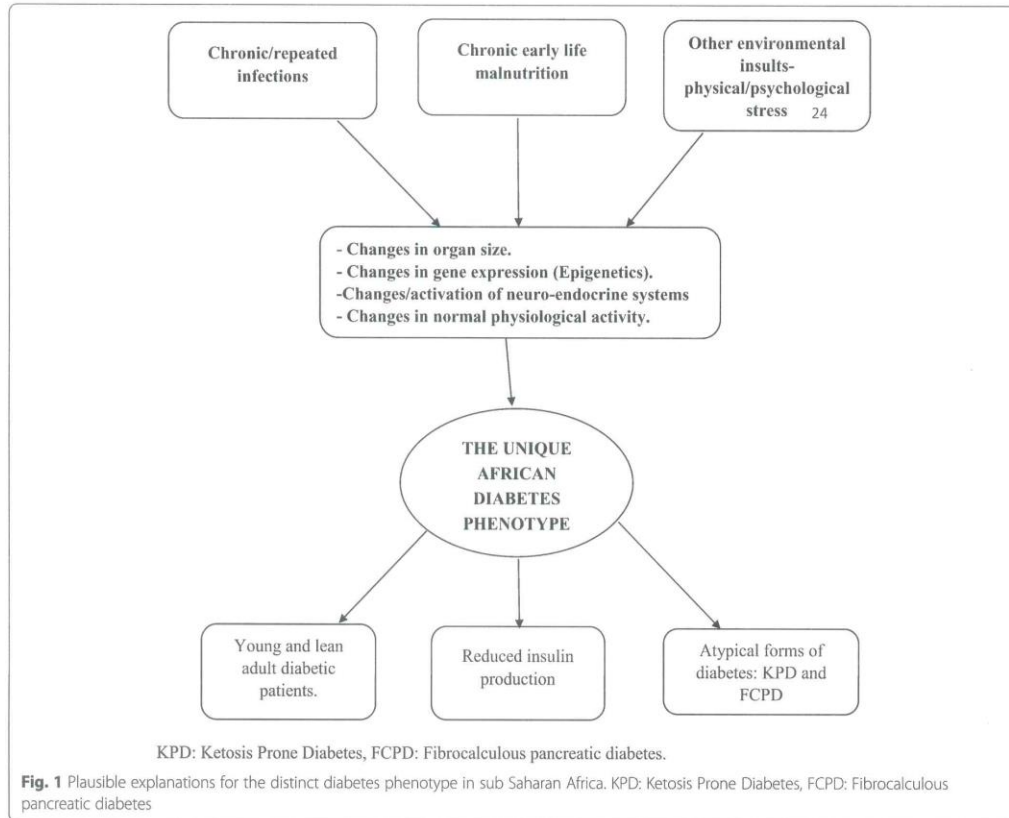 Chronic/repeated
infections
Chronic early life
malnutrition
Other environmental
insults-
physical/psychological
stress 24
- Changes in organ size.
- Changes in gene expression (Epigenetics).
-Changes/activation of neuro-endocrine systems
- Changes in normal physiological activity.
THE UNIQUE
AFRICAN
DIABETES
PHENOTYPE
Young and lean
adult diabetic
patients.
Reduced insulin
production
Atypical forms of
diabetes: KPD and
FCPD
KPD: Ketosis Prone Diabetes, FCPD: Fibrocalculous pancreatic diabetes.
Fig. 1 Plausible explanations for the distinct diabetes phenotype in sub Saharan Africa. KPD: Ketosis Prone Diabetes, FCPD: Fibrocalculous
pancreatic diabetes